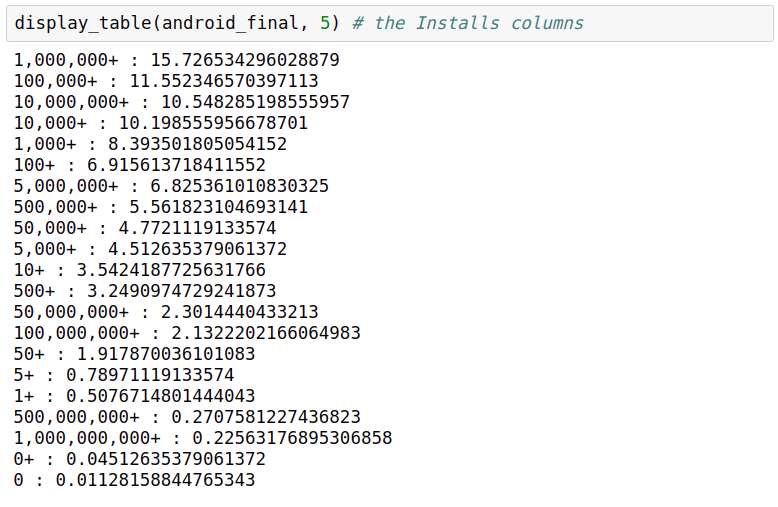 display_table(android_final, 5) # the Installs columns
1,000,000+ : 15.726534296028879
100,000+ : 11.552346570397113
10,000,000+ : 10.548285198555957
10,000+ : 10.198555956678701
1,000+ : 8.393501805054152
100+ : 6.915613718411552
5,000,000+ : 6.825361010830325
500,000+ : 5.561823104693141
50,000+ : 4.7721119133574
5,000+ : 4.512635379061372
10+ : 3.5424187725631766
500+ : 3.2490974729241873
50,000,000+ : 2.3014440433213
100,000,000+ : 2.1322202166064983
50+ : 1.917870036101083
5+ : 0.78971119133574
1+ : 0.5076714801444043
500,000,000+ : 0.2707581227436823
1,000,000,000+ : 0.22563176895306858
0+ : 0.04512635379061372
0 : 0.01128158844765343